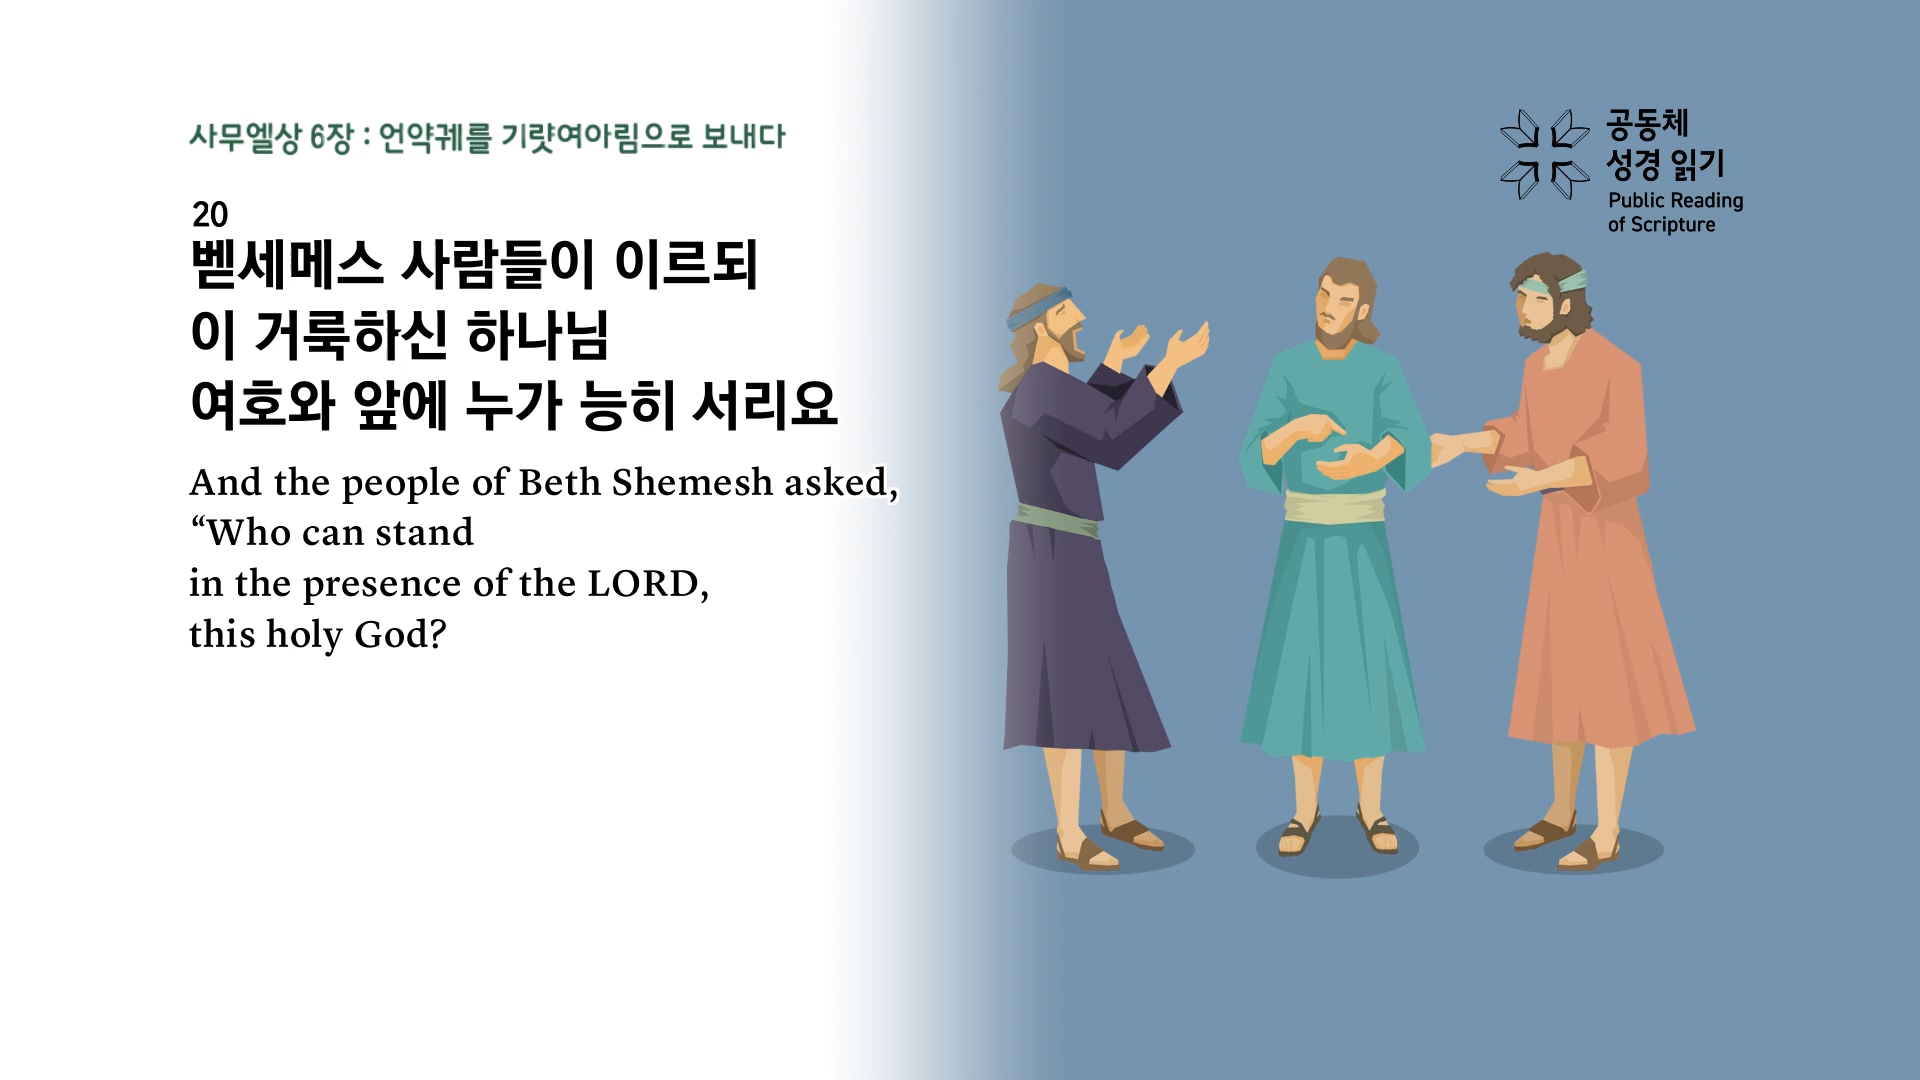 사무엘상 6장 : 언약궤를 기럇여아림으로 보내다
20
벧세메스 사람들이 이르되
이 거룩하신 하나님
여호와 앞에 누가 능히 서리요
And the people of Beth Shemesh asked,
“Who can stand
in the presence of the LORD,
this holy God?
공동체
성경 읽기
Public Reading
of Scripture